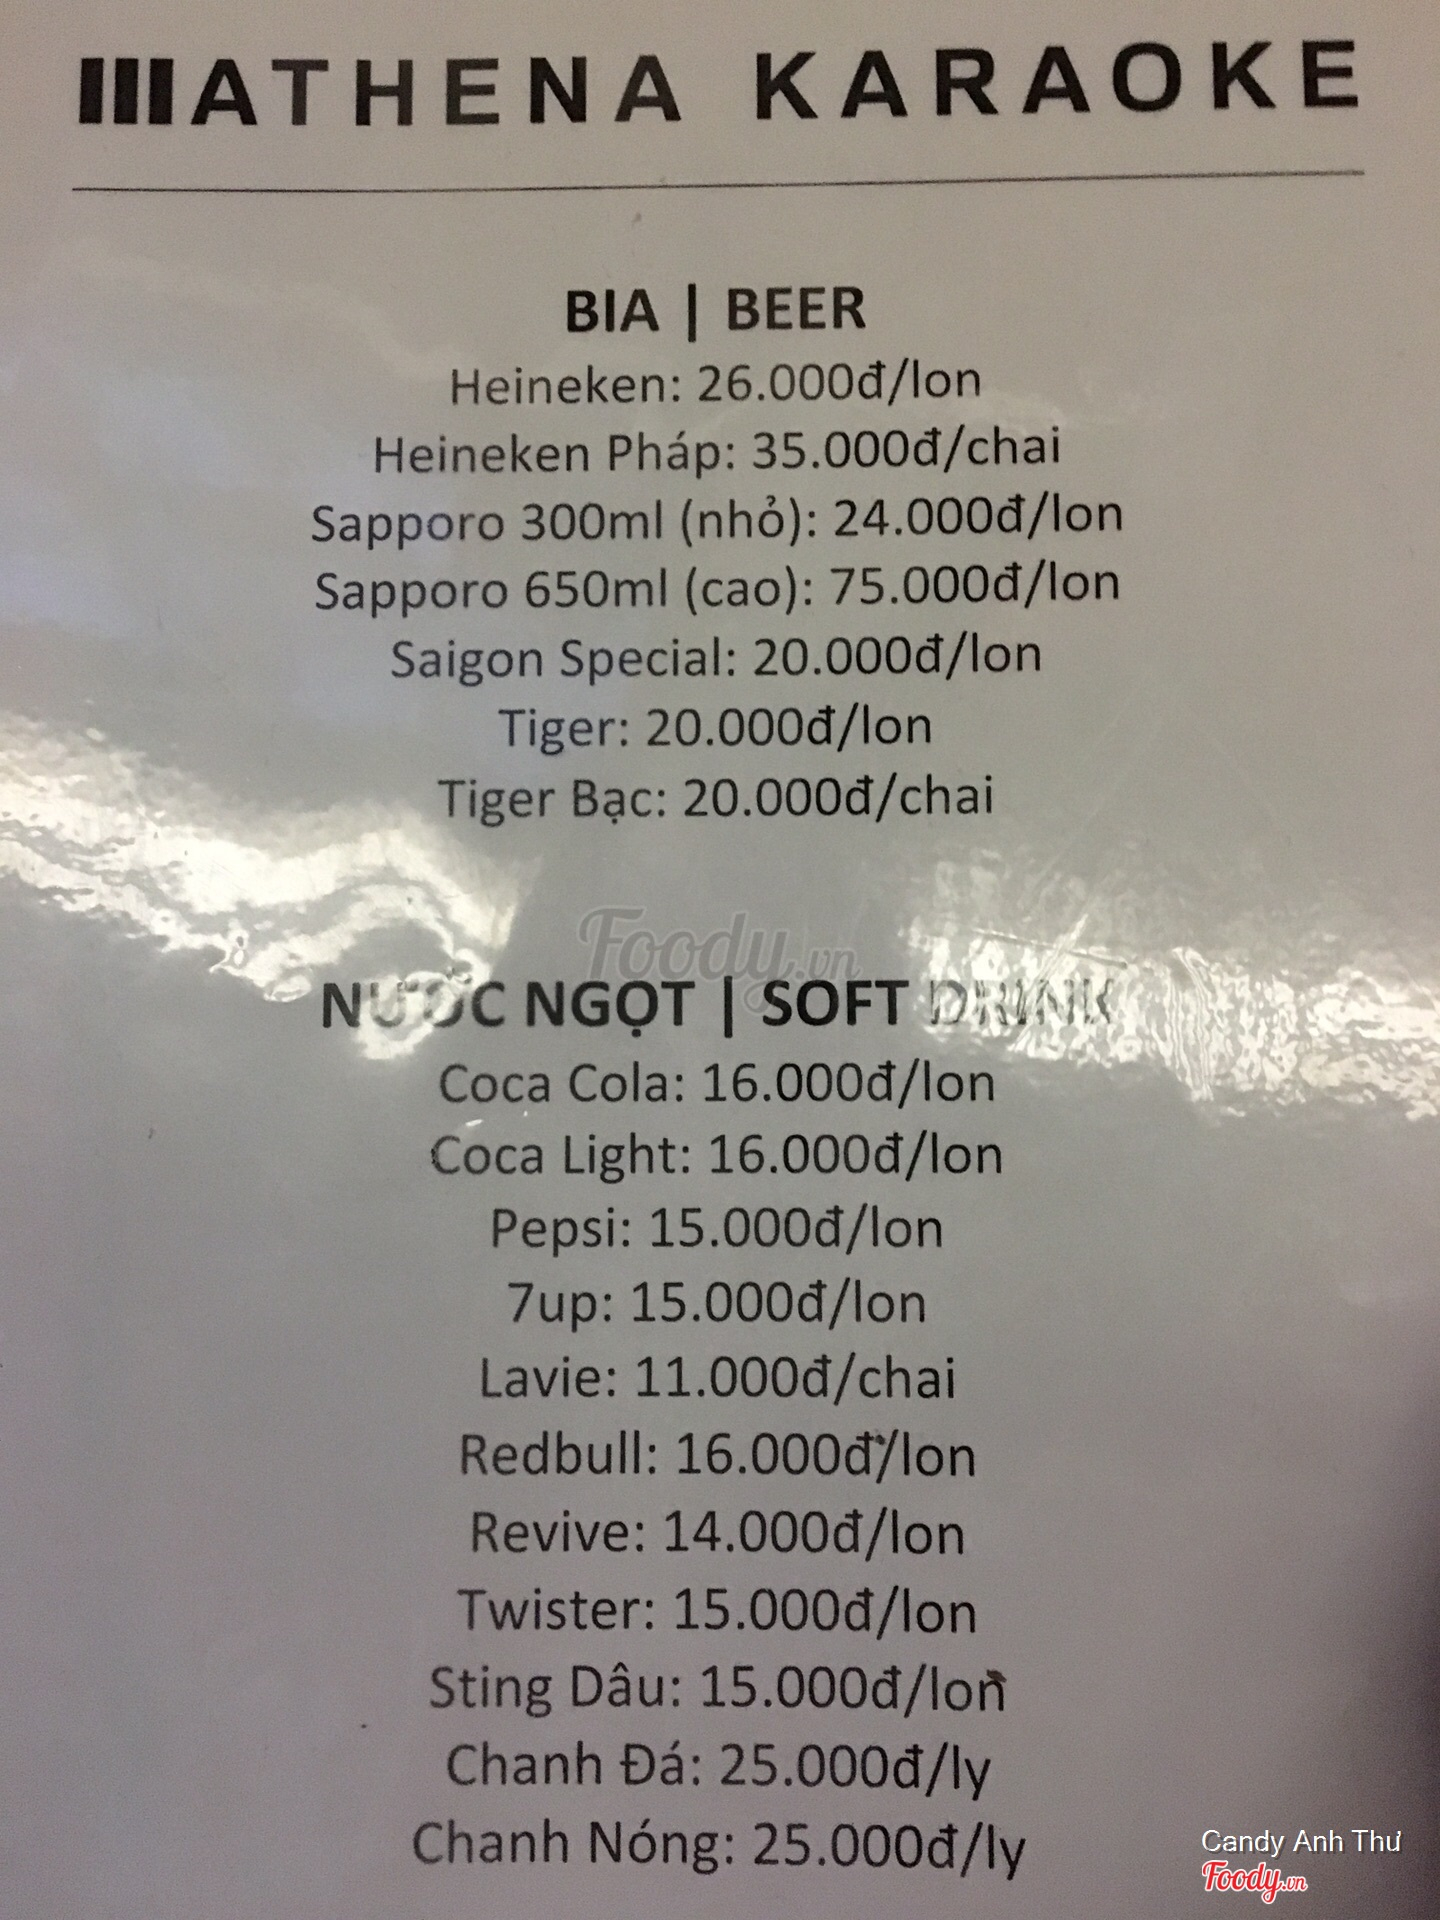 ATHENA KARAOKE
BIA | BEER
Heineken: 26.000đ/lon
Heineken Pháp: 35.000đ/chai
Sapporo 300ml (nhỏ): 24.000đ/lon
Sapporo 650ml (cao): 75.000đ/lon
Saigon Special: 20.000đ/lon
Tiger: 20.000đ/lon
Tiger Bạc: 20.000đ/chai
Foody.vn
NƯỚC NGỌT | SOFT DRINK
Coca Cola: 16.000đ/lon
Coca Light: 16.000đ/lon
Pepsi: 15.000đ/lon
7up: 15.000đ/lon
Lavie: 11.000đ/chai
Redbull: 16.000đ/lon
Revive: 14.000đ/lon
Twister: 15.000đ/lon
Sting Dâu: 15.000đ/lon
Chanh Đá: 25.000đ/ly
Chanh Nóng: 25.000đ/ly
Candy Anh Thư
Foody.vn